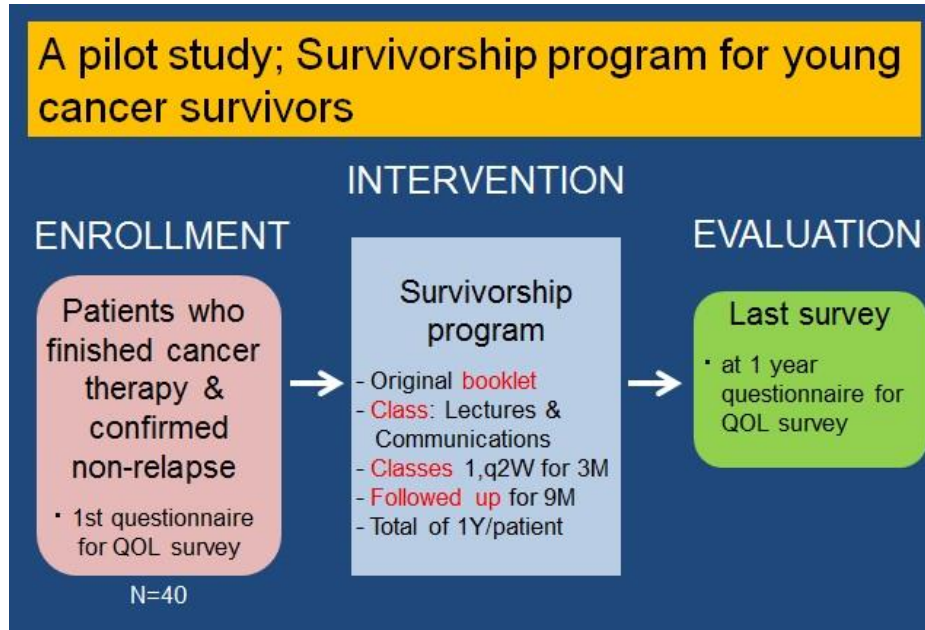 A pilot study; Survivorship program for young
cancer survivors
ENROLLMENT
Patients who
finished cancer
therapy &
confirmed
non-relapse
・ 1st questionnaire
for QOL survey
N=40
INTERVENTION
Survivorship
program
- Original booklet
- Class: Lectures &
Communications
- Classes 1,q2W for 3M
- Followed up for 9M
- Total of 1Y/patient
EVALUATION
Last survey
・ at 1 year
questionnaire for
QOL survey